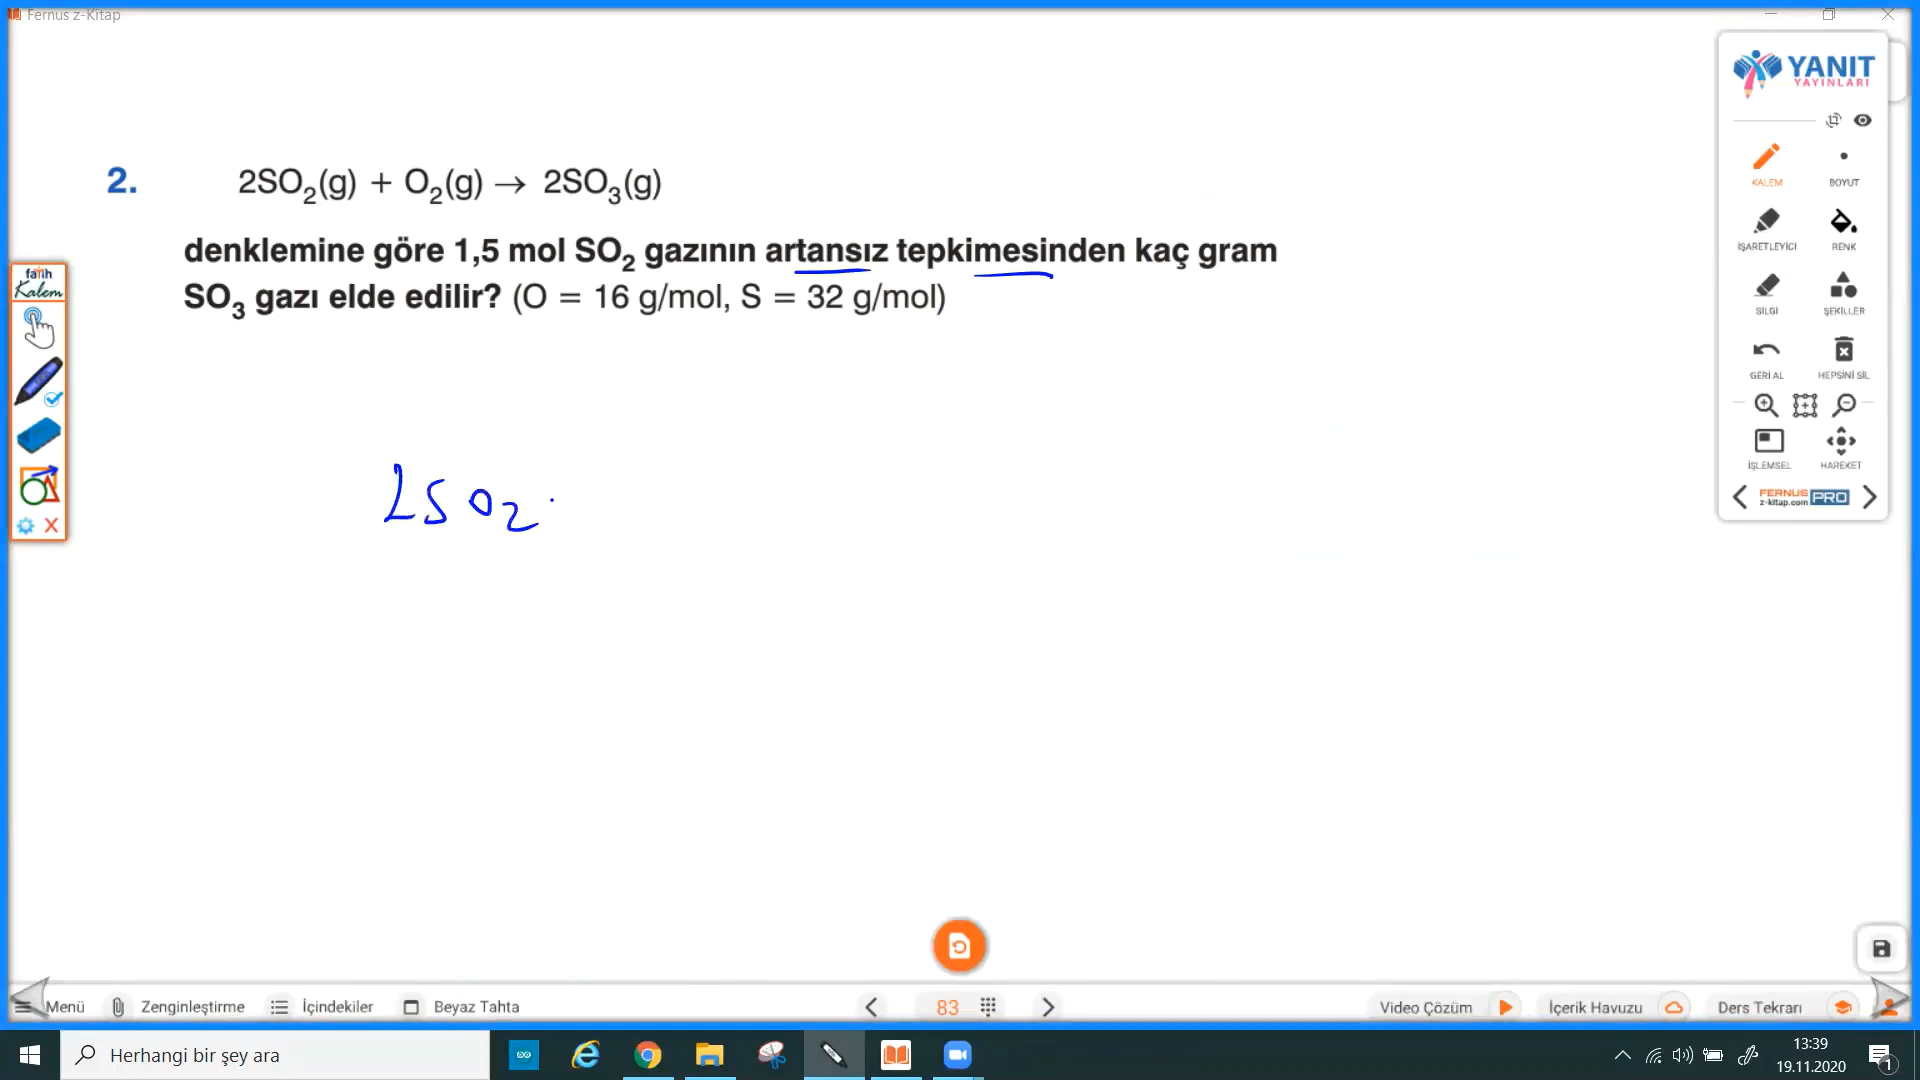 Fernus z-Kitap
YANIT
YAYINLARI
2. 2SO₂(g) + O₂(g) → 2SO₃(g)
denklemine göre 1,5 mol SO₂ gazının artansız tepkimesinden kaç gram
SO₃ gazı elde edilir? (O = 16 g/mol, S = 32 g/mol)
2SO₂
fatih
Kalem
KALEM
BOYUT
İŞARETLEYİCİ
RENK
SİLGİ
ŞEKİLLER
GERİ AL
HEPSİNİ SİL
İŞLEMSEL
HAREKET
FERNUS PRO
z-kitap.com
Menü
Zenginleştirme
İçindekiler
Beyaz Tahta
83
Video Çözüm
İçerik Havuzu
Ders Tekrarı
Herhangi bir şey ara
13:39
19.11.2020
1